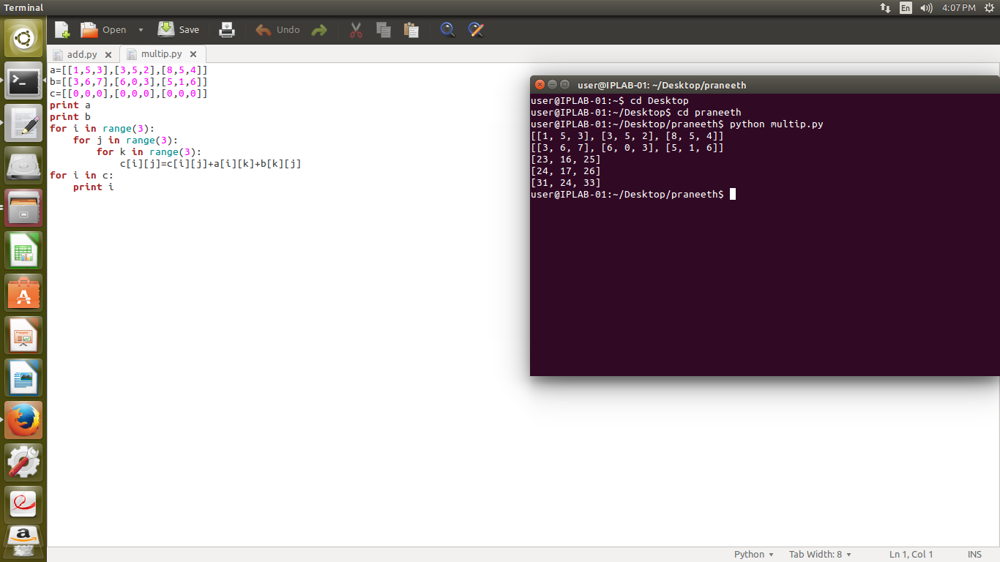 Terminal
En 4:07 PM
Open Save Undo
add.py multip.py
a=[[1,5,3],[3,5,2],[8,5,4]]
b=[[3,6,7],[6,0,3],[5,1,6]]
c=[[0,0,0],[0,0,0],[0,0,0]]
print a
print b
for i in range(3):
    for j in range(3):
        for k in range(3):
            c[i][j]=c[i][j]+a[i][k]+b[k][j]
for i in c:
    print i
user@IPLAB-01: ~/Desktop/praneeth
user@IPLAB-01:~$ cd Desktop
user@IPLAB-01:~/Desktop$ cd praneeth
user@IPLAB-01:~/Desktop/praneeth$ python multip.py
[[1, 5, 3], [3, 5, 2], [8, 5, 4]]
[[3, 6, 7], [6, 0, 3], [5, 1, 6]]
[23, 16, 25]
[24, 17, 26]
[31, 24, 33]
user@IPLAB-01:~/Desktop/praneeth$
Python Tab Width: 8 Ln 1, Col 1 INS